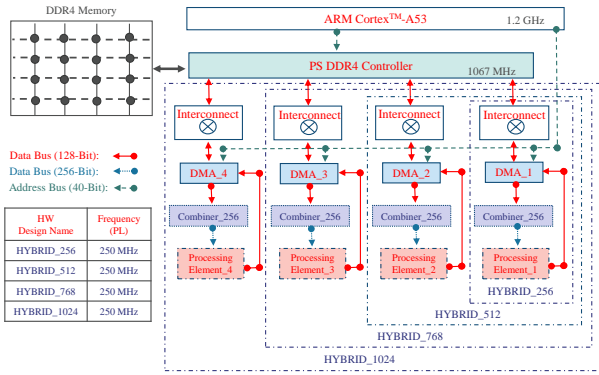 DDR4 Memory
ARM Cortex™-A53
1.2 GHz
PS DDR4 Controller
1067 MHz
Interconnect
Interconnect
Interconnect
Interconnect
Data Bus (128-Bit):
Data Bus (256-Bit):
Address Bus (40-Bit):
DMA_4
DMA_3
DMA_2
DMA_1
Combiner_256
Combiner_256
Combiner_256
Combiner_256
Processing
Element_4
Processing
Element_3
Processing
Element_2
Processing
Element_1
HW
Design Name
Frequency
(PL)
HYBRID_256
250 MHz
HYBRID_512
250 MHz
HYBRID_768
250 MHz
HYBRID_1024
250 MHz
HYBRID_256
HYBRID_512
HYBRID_768
HYBRID_1024